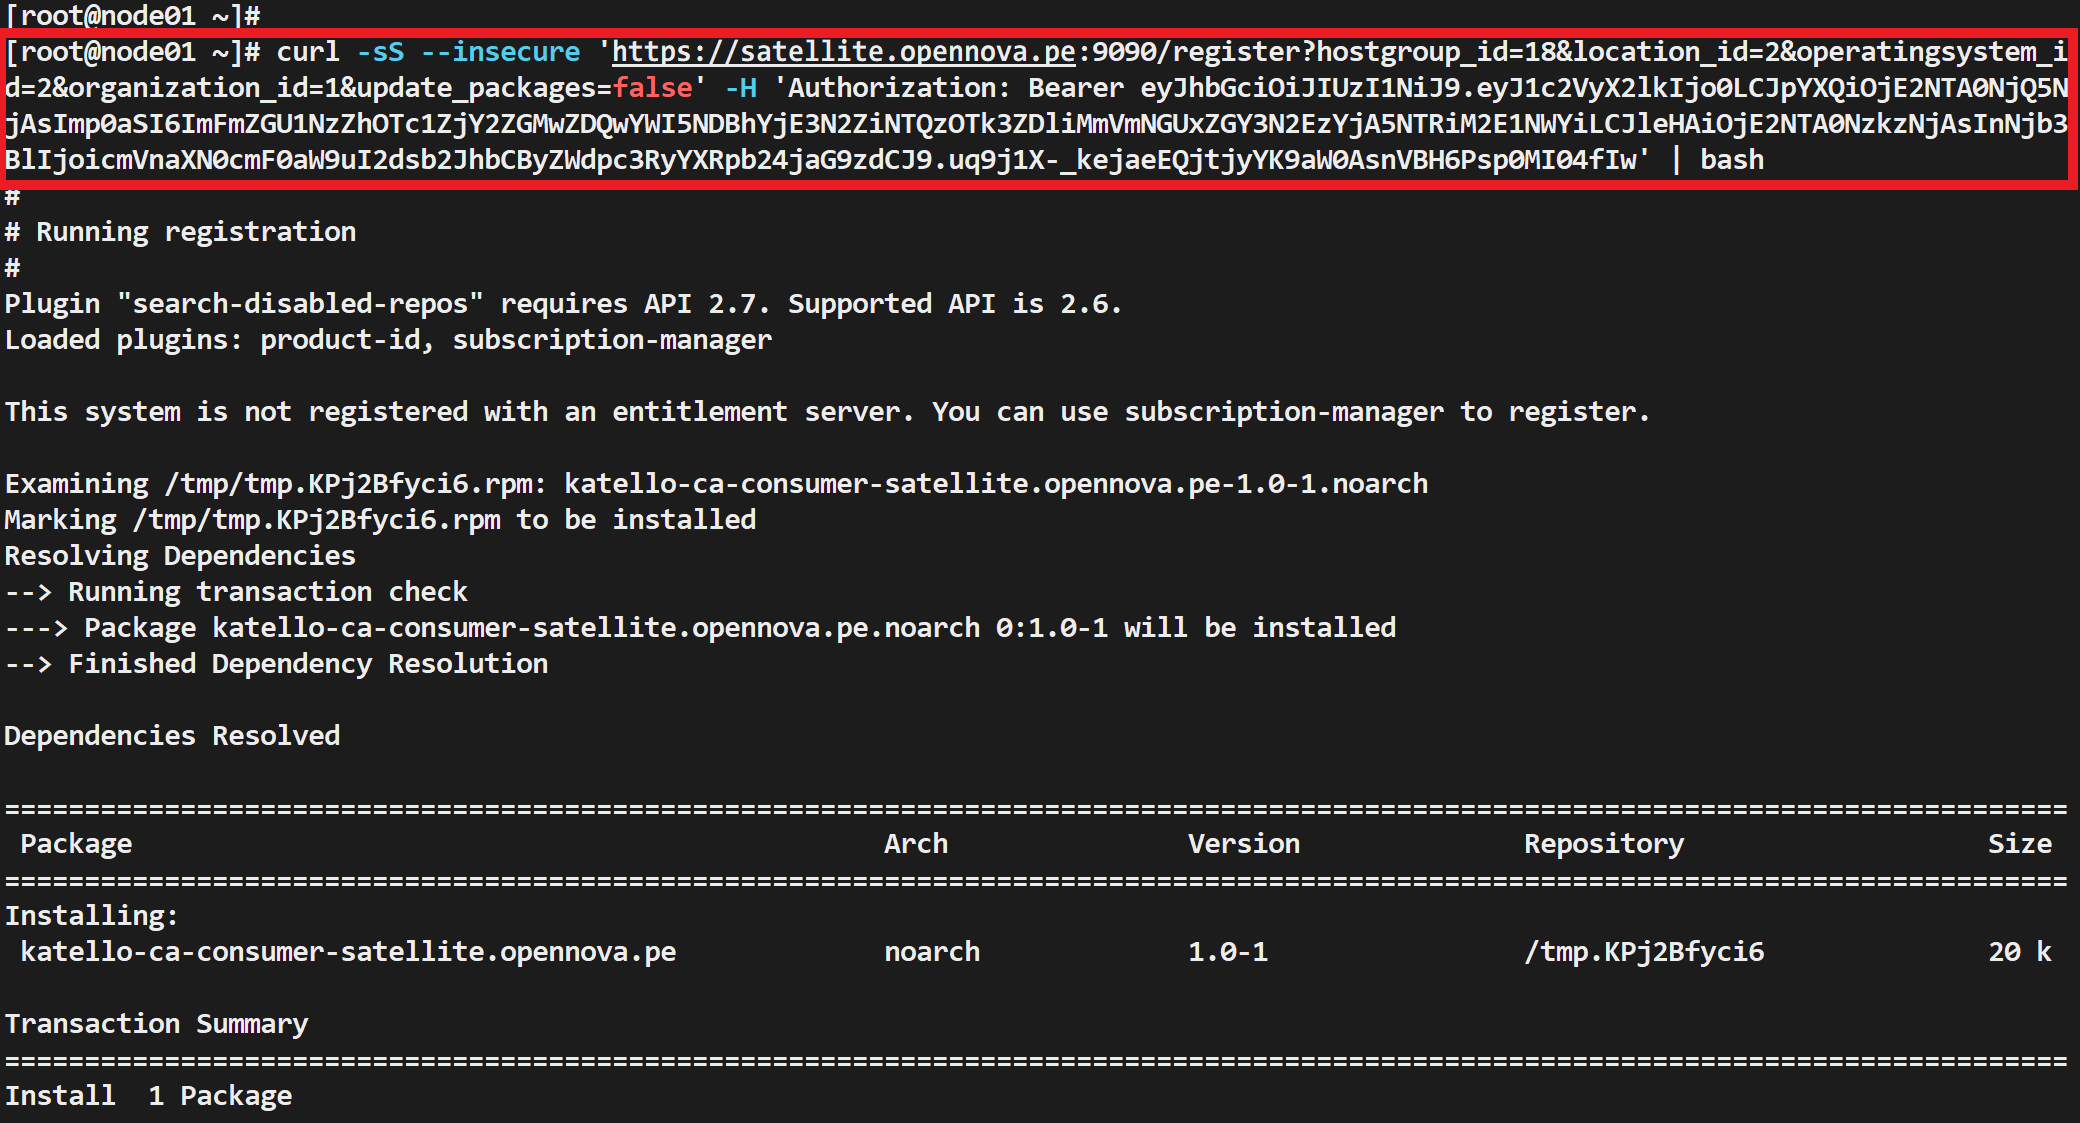 [root@node01 ~]#
[root@node01 ~]# curl -sS --insecure 'https://satellite.opennova.pe:9090/register?hostgroup_id=18&location_id=2&operatingsystem_i
d=2&organization_id=1&update_packages=false' -H 'Authorization: Bearer eyJhbGciOiJIUzI1NiJ9.eyJ1c2VyX2lkIjo0LCJpYXQiOjE2NTA0NjQ5N
jAsImp0aSI6ImFmZGU1NzZhOTc1ZjY2ZGMwZDQwYWI5NDBhYjE3N2ZiNTQzOTk3ZDliMmVmNGUxZGY3N2EzYjA5NTRiM2E1NWYiLCJleHAiOjE2NTA0NzkzNjAsInNjb3
BlIjoicmVnaXN0cmF0aW9uI2dsb2JhbCByZWdpc3RyYXRpb24jaG9zdCJ9.uq9j1X-_kejaeEQjtjyYK9aW0AsnVBH6Psp0MI04fIw' | bash
#
# Running registration
#
Plugin "search-disabled-repos" requires API 2.7. Supported API is 2.6.
Loaded plugins: product-id, subscription-manager
This system is not registered with an entitlement server. You can use subscription-manager to register.
Examining /tmp/tmp.KPj2Bfyci6.rpm: katello-ca-consumer-satellite.opennova.pe-1.0-1.noarch
Marking /tmp/tmp.KPj2Bfyci6.rpm to be installed
Resolving Dependencies
--> Running transaction check
---> Package katello-ca-consumer-satellite.opennova.pe.noarch 0:1.0-1 will be installed
--> Finished Dependency Resolution
Dependencies Resolved
=================================================================================================================================
Package Arch Version Repository Size
=================================================================================================================================
Installing:
katello-ca-consumer-satellite.opennova.pe noarch 1.0-1 /tmp.KPj2Bfyci6 20 k
Transaction Summary
=================================================================================================================================
Install  1 Package